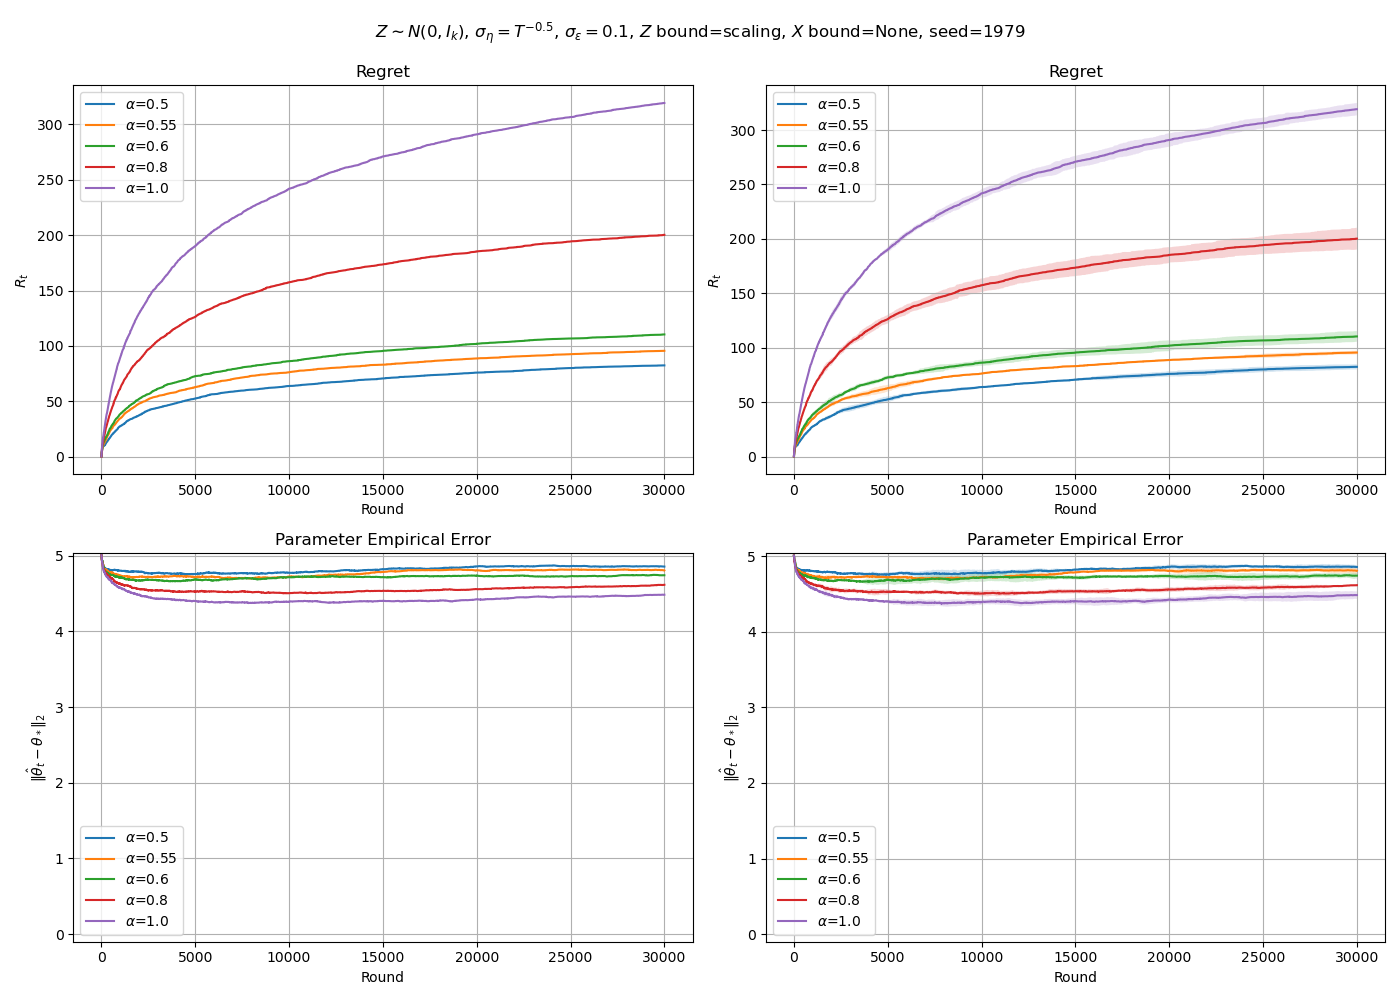 Z ∼ N(0, I_k), σ_η = T^{−0.5}, σ_ε = 0.1, Z bound=scaling, X bound=None, seed=1979
Regret
α=0.5
α=0.55
α=0.6
α=0.8
α=1.0
R_t
300
250
200
150
100
50
0
0 5000 10000 15000 20000 25000 30000
Round
Regret
α=0.5
α=0.55
α=0.6
α=0.8
α=1.0
R_t
300
250
200
150
100
50
0
0 5000 10000 15000 20000 25000 30000
Round
Parameter Empirical Error
‖θ̂_t − θ_*‖_2
5
4
3
2
1
0
α=0.5
α=0.55
α=0.6
α=0.8
α=1.0
0 5000 10000 15000 20000 25000 30000
Round
Parameter Empirical Error
‖θ̂_t − θ_*‖_2
5
4
3
2
1
0
α=0.5
α=0.55
α=0.6
α=0.8
α=1.0
0 5000 10000 15000 20000 25000 30000
Round